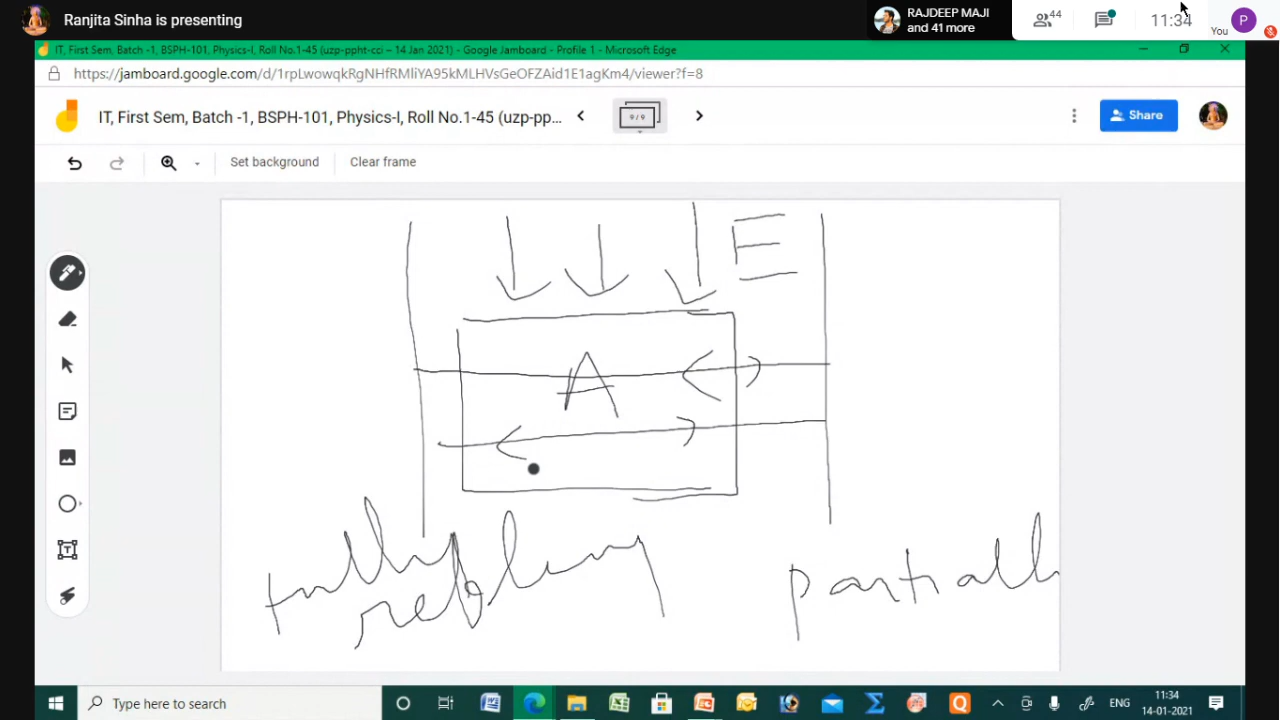 Ranjita Sinha is presenting
RAJDEEP MAJI
and 41 more
44
11:34
You
P
IT, First Sem, Batch -1, BSPH-101, Physics-I, Roll No.1-45 (uzp-ppht-cci – 14 Jan 2021) - Google Jamboard - Profile 1 - Microsoft Edge
https://jamboard.google.com/d/1rpLwowqkRgNHfRMliYA95kMLHVsGeOFZAid1E1agKm4/viewer?f=8
IT, First Sem, Batch -1, BSPH-101, Physics-I, Roll No.1-45 (uzp-pp...
9 / 9
Share
Set background
Clear frame
E
A
fully
partiall
Type here to search
ENG
11:34
14-01-2021